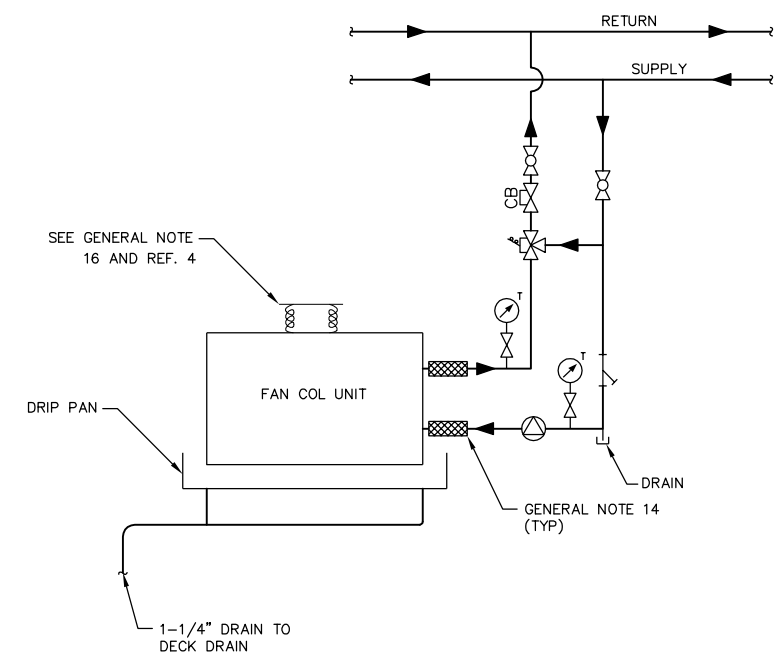 RETURN
SUPPLY
CB
SEE GENERAL NOTE
16 AND REF. 4
T
T
FAN COL UNIT
DRIP PAN
DRAIN
GENERAL NOTE 14
(TYP)
1-1/4" DRAIN TO
DECK DRAIN